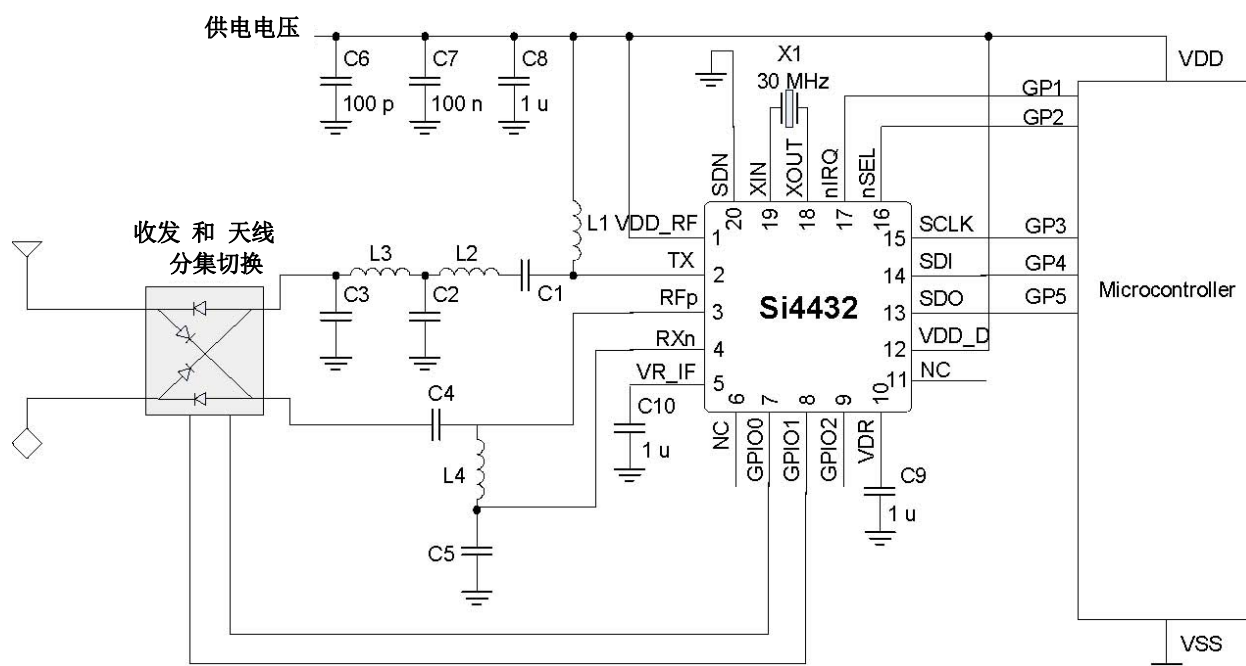 供电电压
C6
100 p
C7
100 n
C8
1 u
X1
30 MHz
VDD
GP1
GP2
SDN
XIN
XOUT
nIRQ
nSEL
20
19
18
17
16
收发 和 天线
分集切换
L3
L2
C3
C2
C1
L1
VDD_RF
TX
RFp
RXn
VR_IF
1
2
3
4
5
Si4432
15
14
13
12
11
SCLK
SDI
SDO
VDD_D
NC
GP3
GP4
GP5
Microcontroller
C4
L4
C5
C10
1 u
6
7
8
9
10
NC
GPIO0
GPIO1
GPIO2
VDR
C9
1 u
VSS